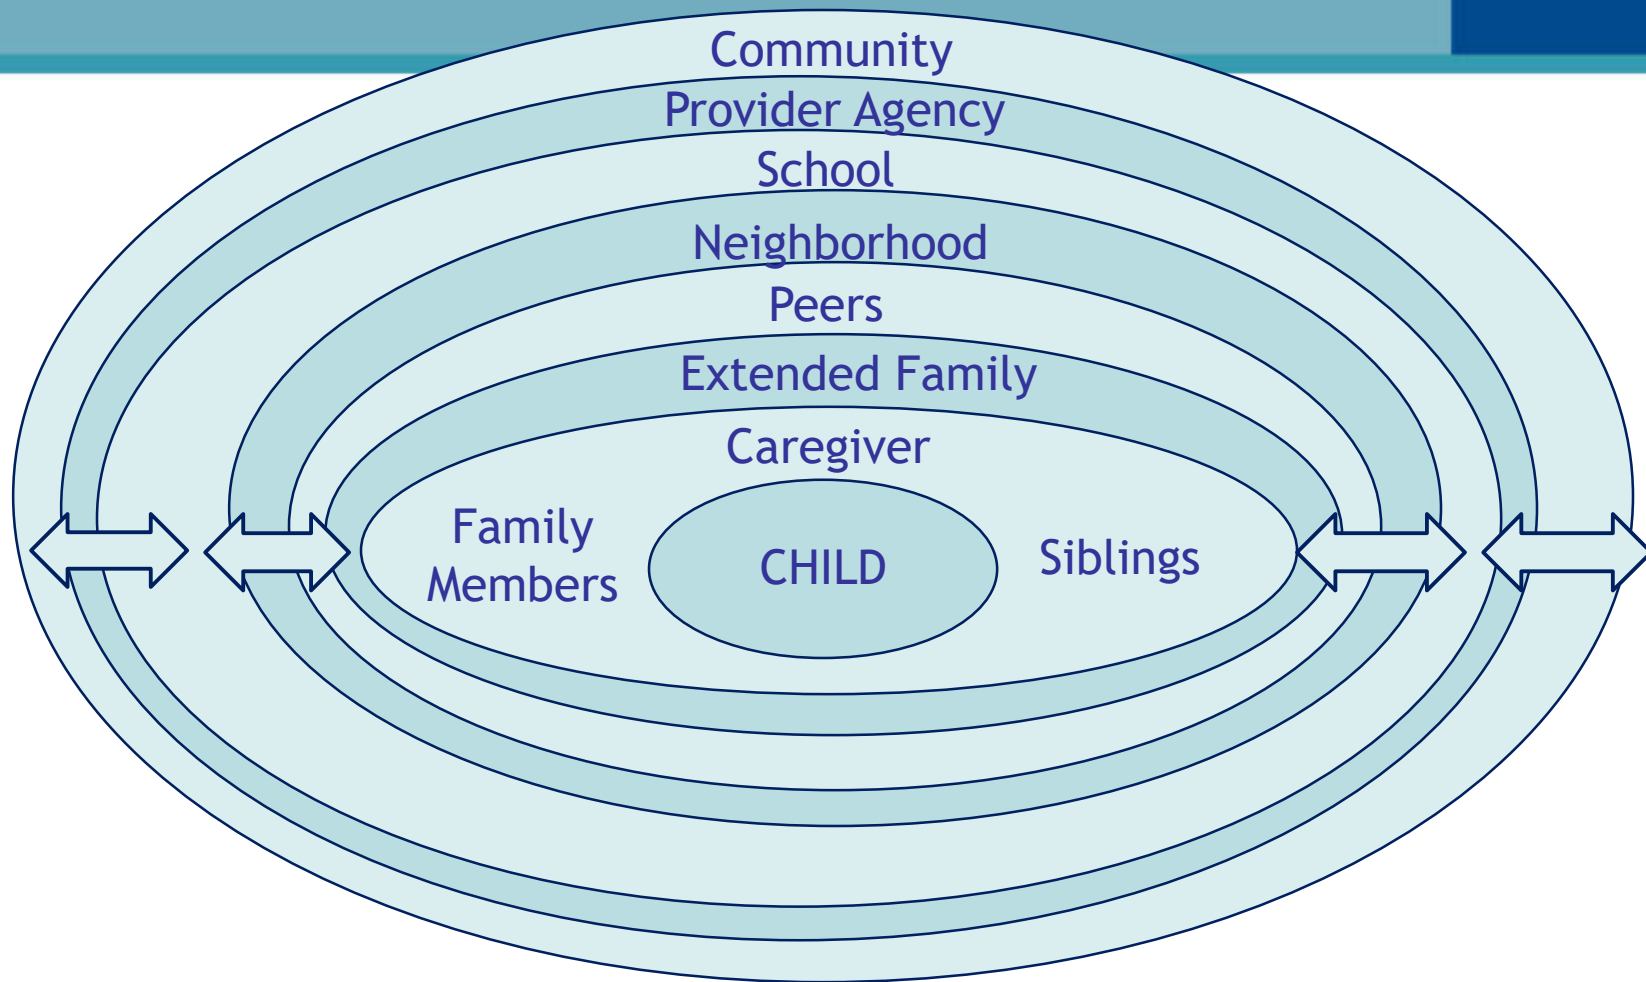 Community
Provider Agency
School
Neighborhood
Peers
Extended Family
Caregiver
Family
Members
CHILD
Siblings